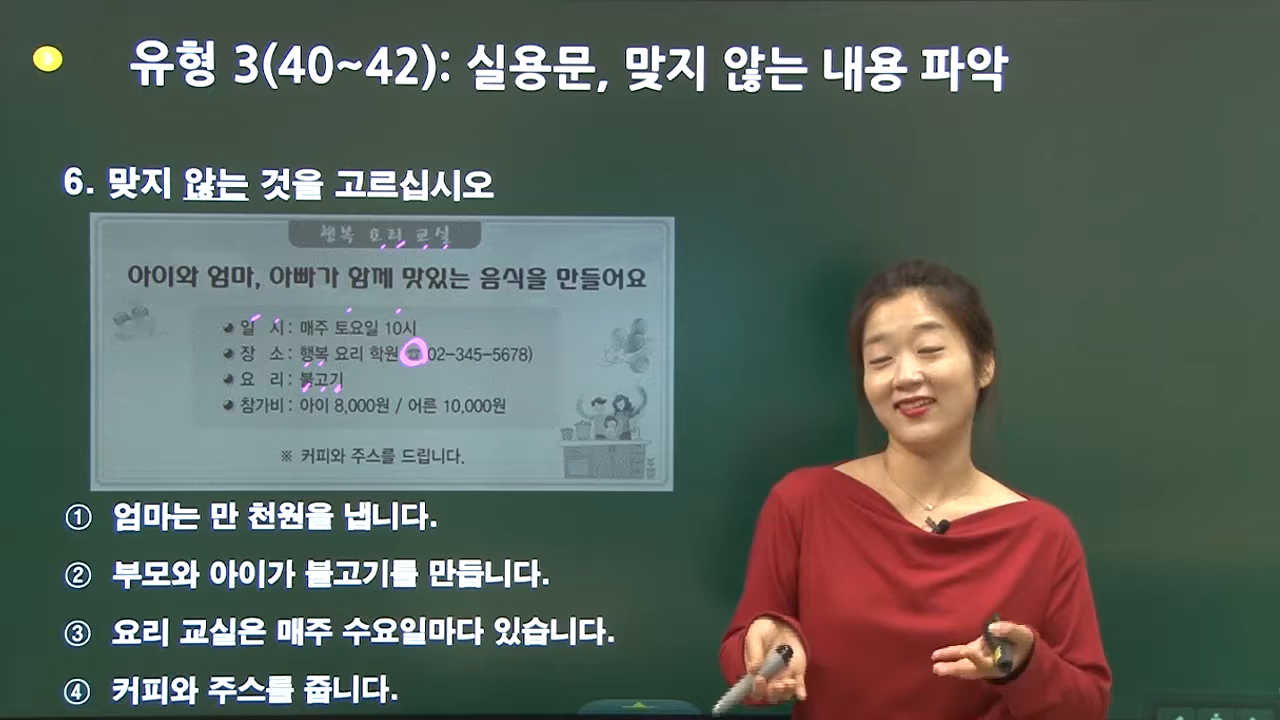 유형 3(40~42): 실용문, 맞지 않는 내용 파악
6. 맞지 않는 것을 고르십시오
행복 요리 교실
아이와 엄마, 아빠가 함께 맛있는 음식을 만들어요
일 시 : 매주 토요일 10시
장 소 : 행복 요리 학원 ☎02-345-5678)
요 리 : 불고기
참가비 : 아이 8,000원 / 어른 10,000원
※ 커피와 주스를 드립니다.
① 엄마는 만 천원을 냅니다.
② 부모와 아이가 불고기를 만듭니다.
③ 요리 교실은 매주 수요일마다 있습니다.
④ 커피와 주스를 줍니다.